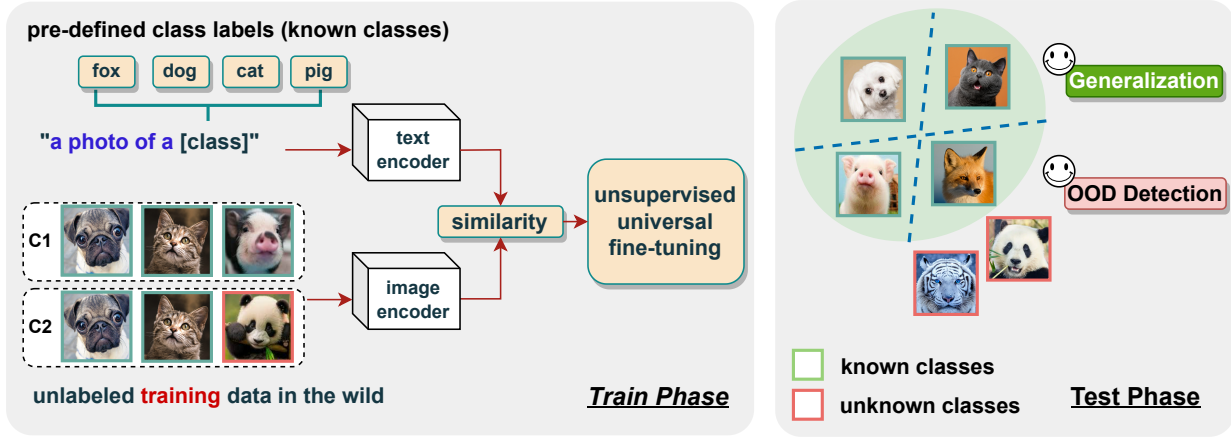 pre-defined class labels (known classes)
fox
dog
cat
pig
"a photo of a [class]"
text
encoder
C1
C2
image
encoder
similarity
unsupervised
universal
fine-tuning
unlabeled training data in the wild
Train Phase
Generalization
OOD Detection
known classes
unknown classes
Test Phase